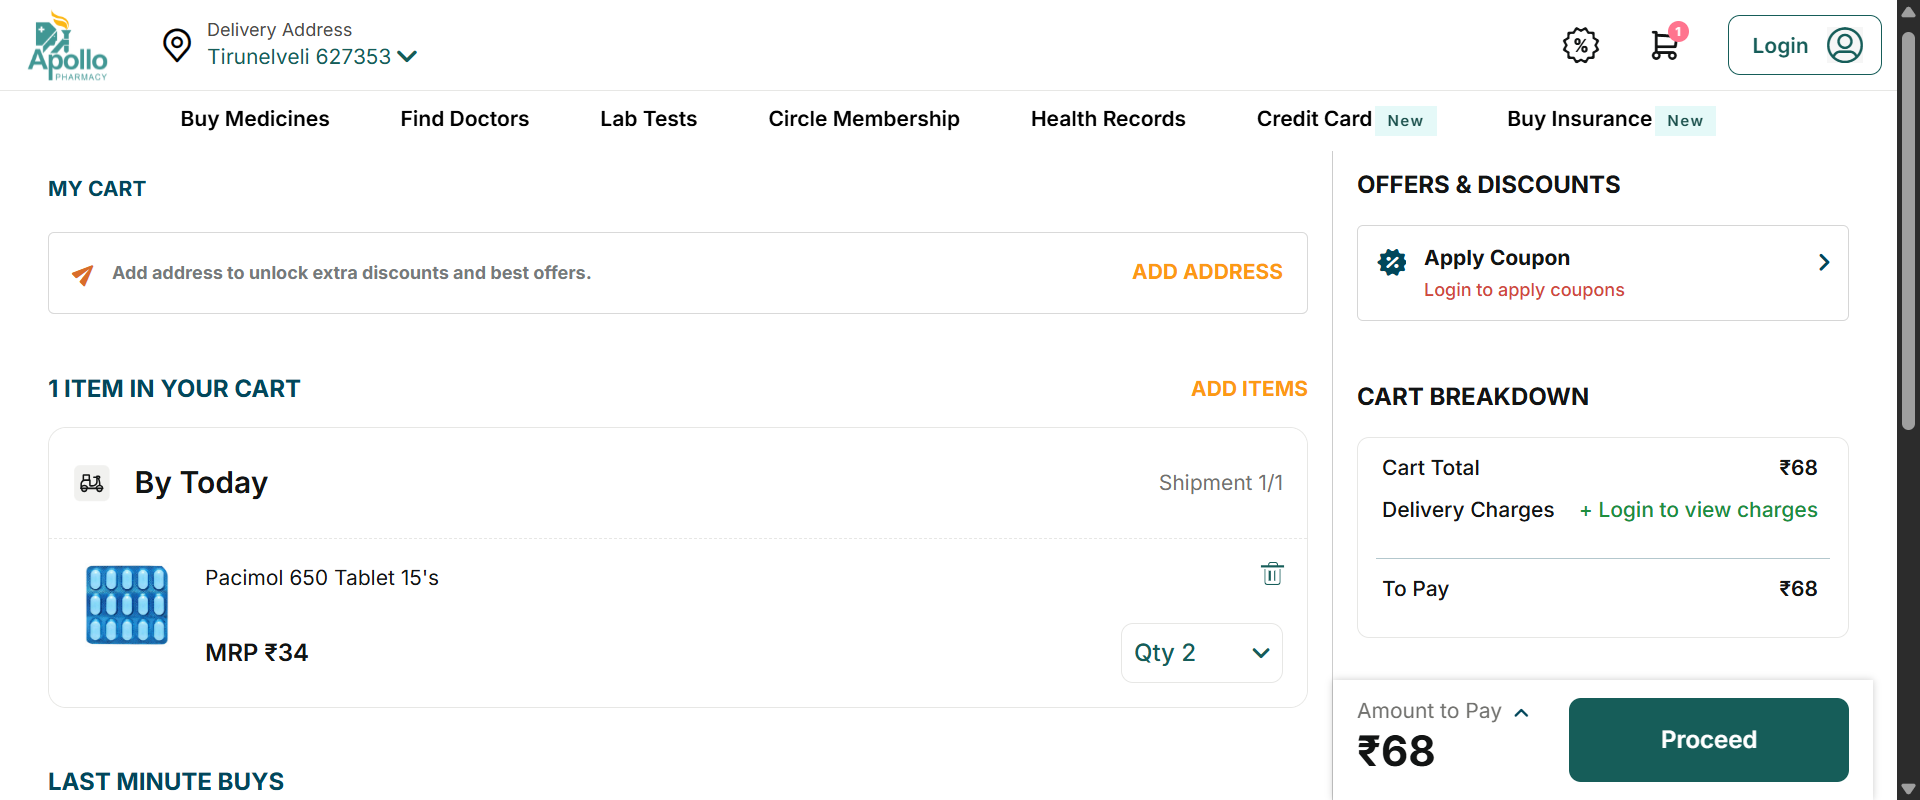 Apollo
PHARMACY
Delivery Address
Tirunelveli 627353
%
1
Login
Buy Medicines
Find Doctors
Lab Tests
Circle Membership
Health Records
Credit Card New
Buy Insurance New
MY CART
Add address to unlock extra discounts and best offers.
ADD ADDRESS
1 ITEM IN YOUR CART
ADD ITEMS
By Today
Shipment 1/1
Pacimol 650 Tablet 15's
MRP ₹34
Qty 2
LAST MINUTE BUYS
OFFERS & DISCOUNTS
Apply Coupon
Login to apply coupons
CART BREAKDOWN
Cart Total ₹68
Delivery Charges + Login to view charges
To Pay ₹68
Amount to Pay
₹68
Proceed